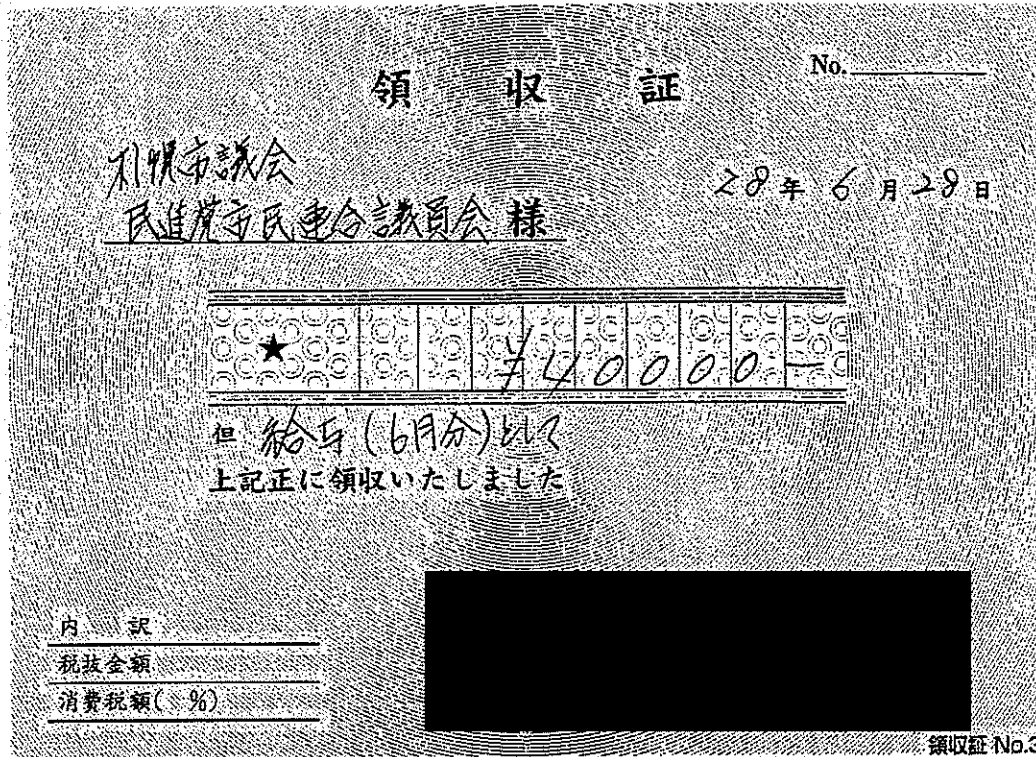 領収証
No.
札幌市議会
民進党市民連合議員会 様
28年6月28日
★ ¥40000-
但 給与(6月分)として
上記正に領収いたしました
内訳
税抜金額
消費税額( %)
領収証 No.3